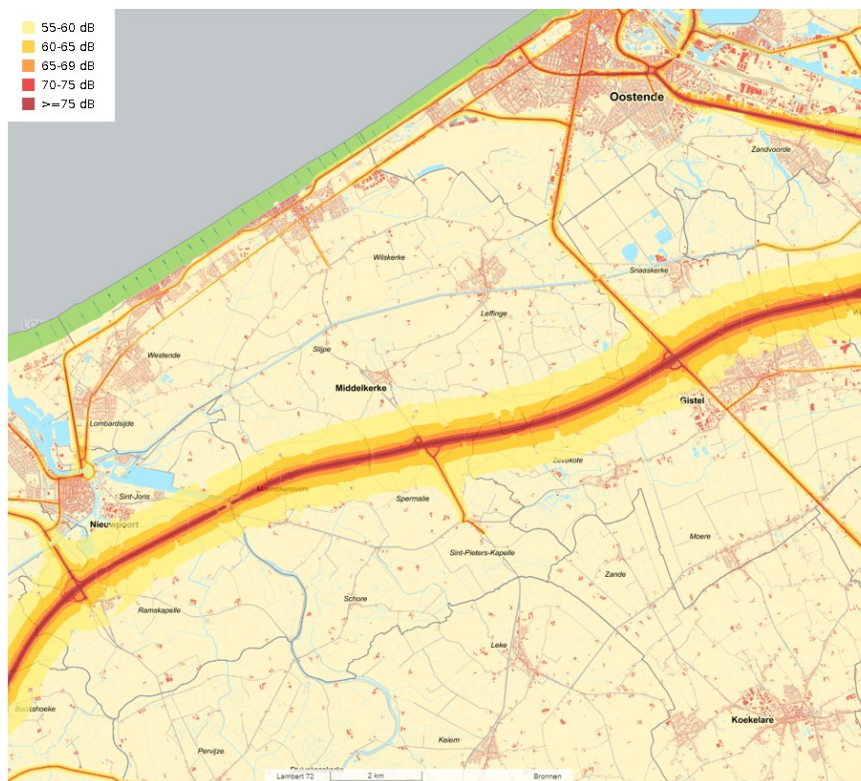 55-60 dB
60-65 dB
65-69 dB
70-75 dB
>=75 dB
Oostende
Zandvoorde
Wilskerke
Snaaskerke
Leffinge
Slijpe
Westende
Middelkerke
Gistel
Lombardsijde
Zevekote
Mannekensvere
Sint-Joris
Spermalie
Nieuwpoort
Moere
Sint-Pieters-Kapelle
Zande
Schore
Ramskapelle
Leke
Booitshoeke
Koekelare
Keiem
Pervijze
Lambert 72
2 km
Bronnen